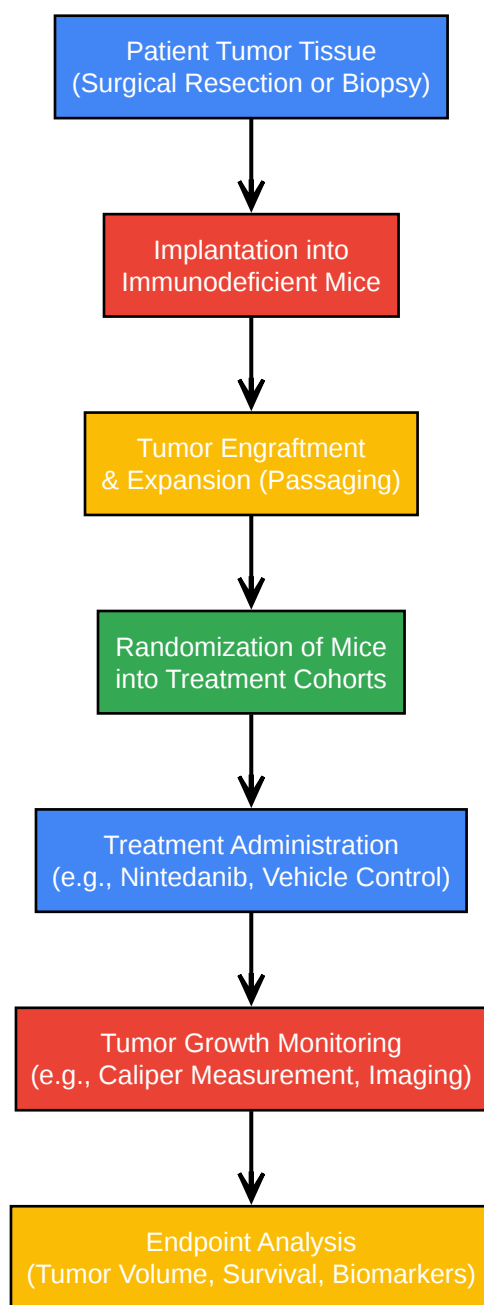 Patient Tumor Tissue
(Surgical Resection or Biopsy)
Implantation into
Immunodeficient Mice
Tumor Engraftment
& Expansion (Passaging)
Randomization of Mice
into Treatment Cohorts
Treatment Administration
(e.g., Nintedanib, Vehicle Control)
Tumor Growth Monitoring
(e.g., Caliper Measurement, Imaging)
Endpoint Analysis
(Tumor Volume, Survival, Biomarkers)